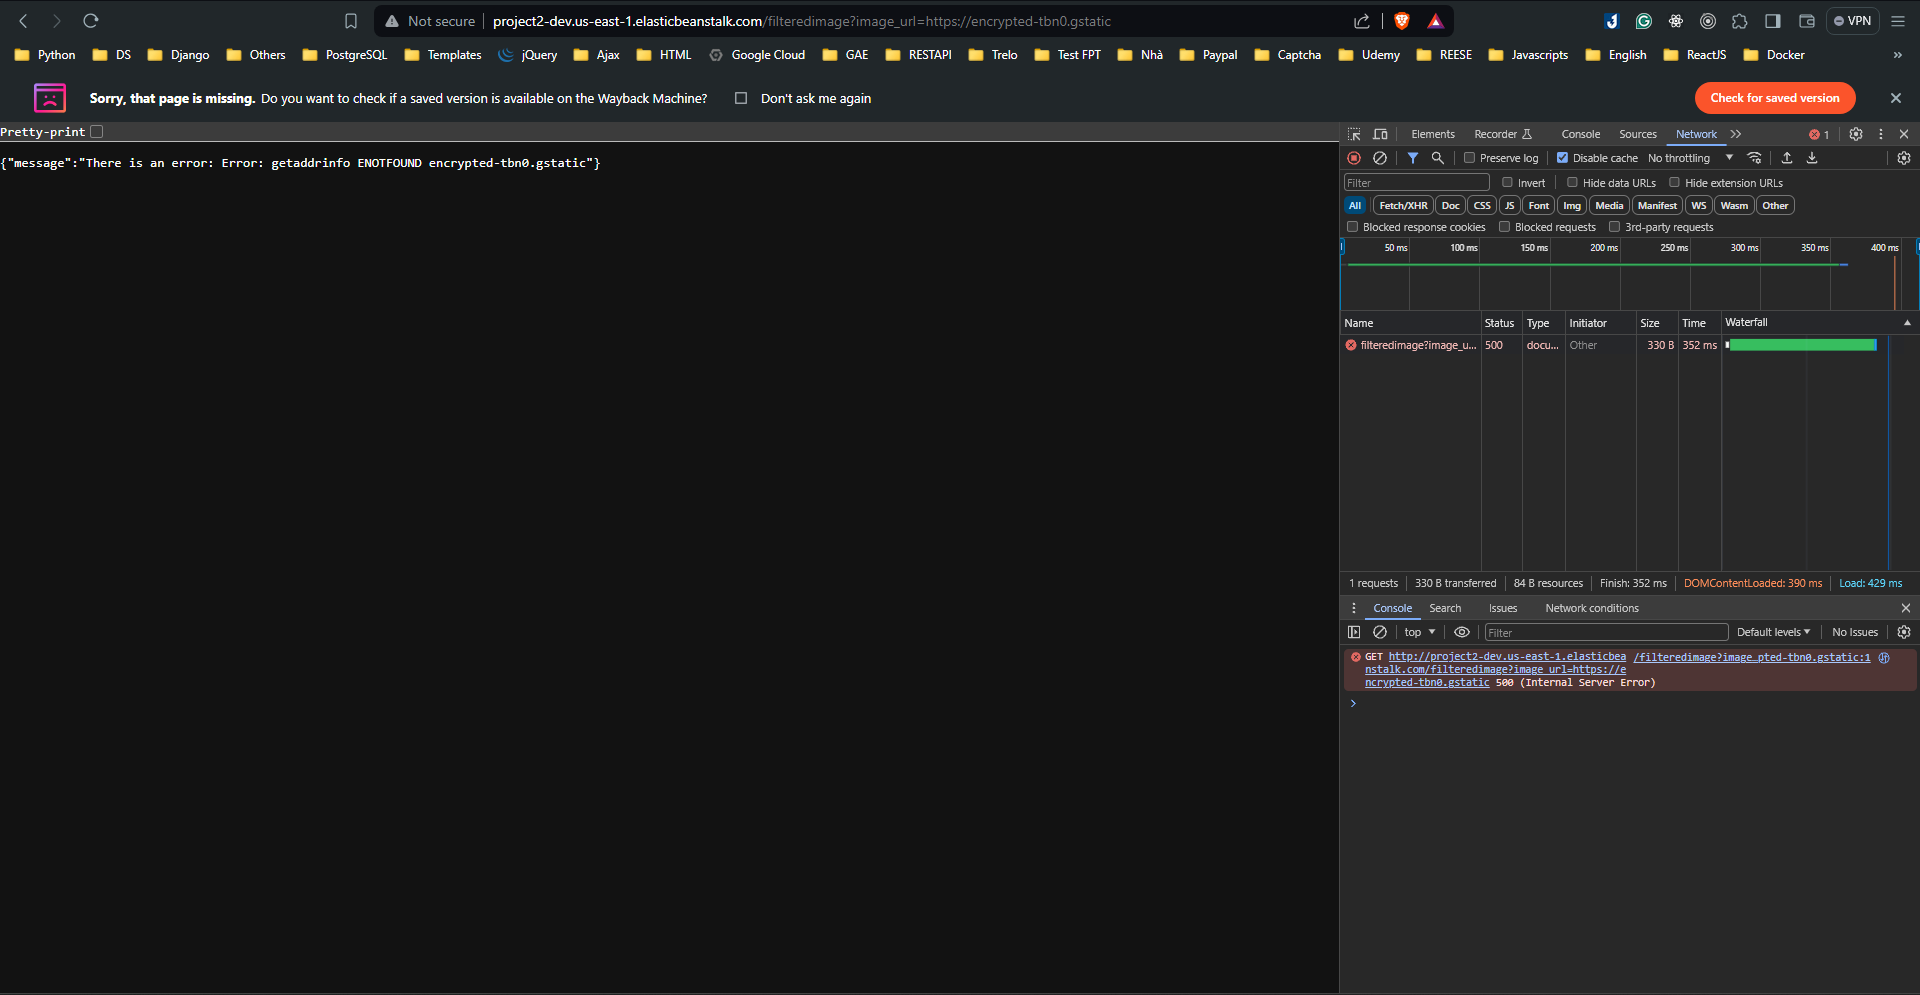 Not secure project2-dev.us-east-1.elasticbeanstalk.com/filteredimage?image_url=https://encrypted-tbn0.gstatic VPN
Python DS Django Others PostgreSQL Templates jQuery Ajax HTML Google Cloud GAE RESTAPI Trelo Test FPT Nhà Paypal Captcha Udemy REESE Javascripts English ReactJS Docker »
Sorry, that page is missing. Do you want to check if a saved version is available on the Wayback Machine? Don't ask me again Check for saved version
Pretty-print
{"message":"There is an error: Error: getaddrinfo ENOTFOUND encrypted-tbn0.gstatic"}
Elements Recorder Console Sources Network 1
Preserve log Disable cache No throttling
Filter Invert Hide data URLs Hide extension URLs
All Fetch/XHR Doc CSS JS Font Img Media Manifest WS Wasm Other
Blocked response cookies Blocked requests 3rd-party requests
50 ms 100 ms 150 ms 200 ms 250 ms 300 ms 350 ms 400 ms
Name Status Type Initiator Size Time Waterfall
filteredimage?image_u... 500 docu... Other 330 B 352 ms
1 requests 330 B transferred 84 B resources Finish: 352 ms DOMContentLoaded: 390 ms Load: 429 ms
Console Search Issues Network conditions
top Filter Default levels No Issues
GET http://project2-dev.us-east-1.elasticbea /filteredimage?image_pted-tbn0.gstatic:1
nstalk.com/filteredimage?image_url=https://e
ncrypted-tbn0.gstatic 500 (Internal Server Error)